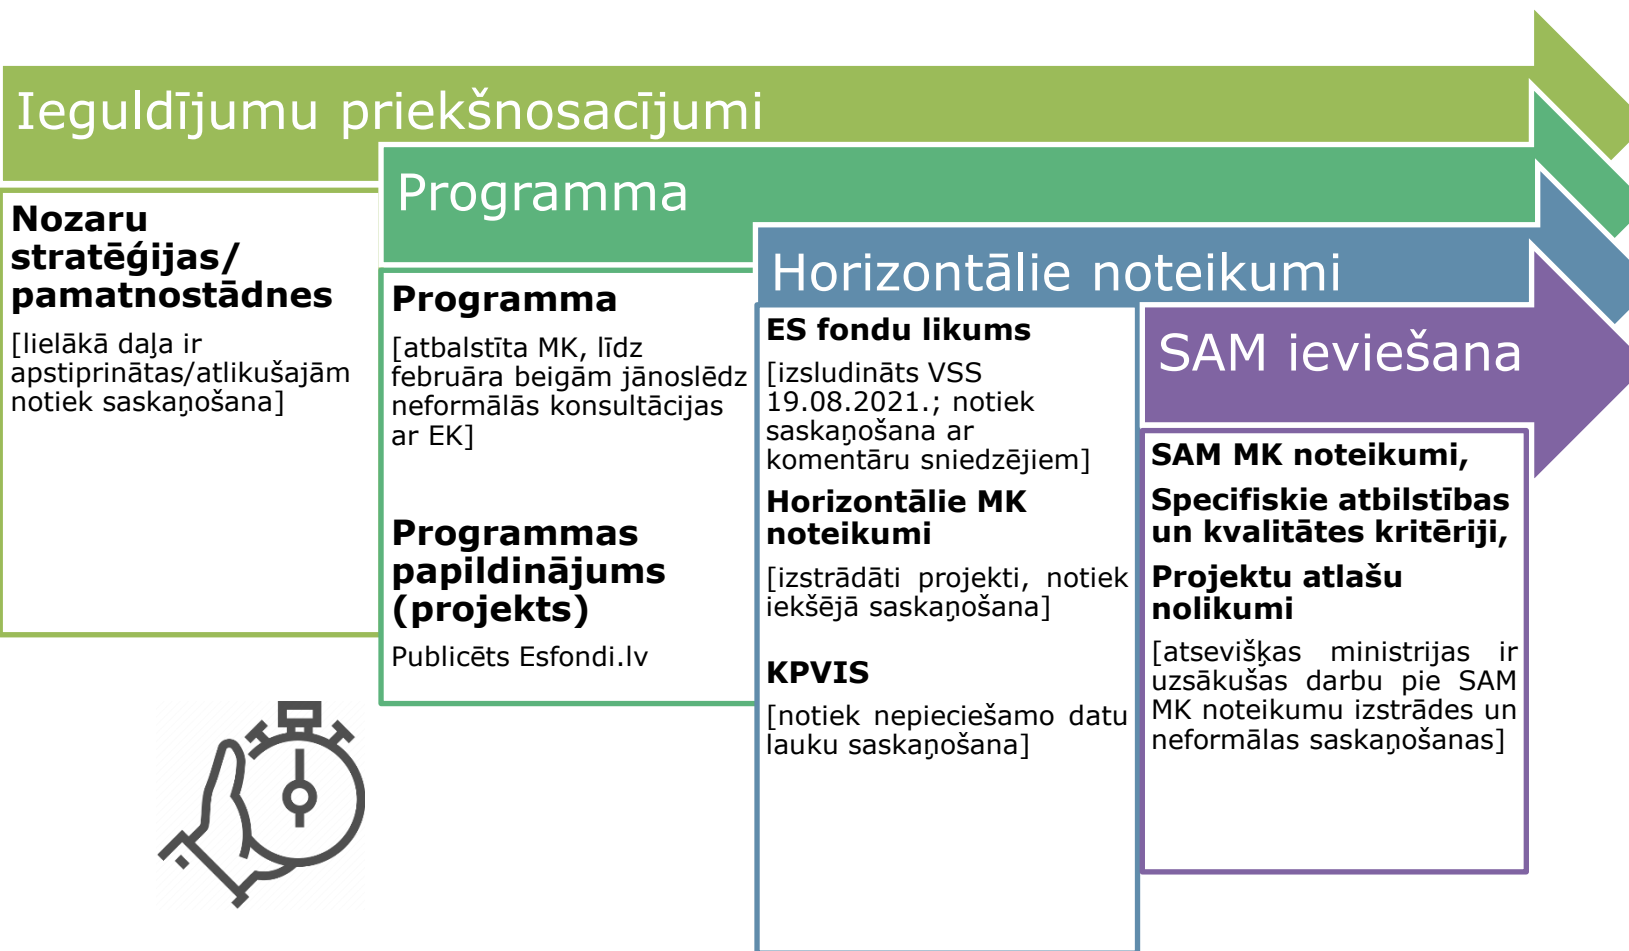 Ieguldījumu priekšnosacījumi
Nozaru
stratēģijas/
pamatnostādnes
[lielākā daļa ir
apstiprinātas/atlikušajām
notiek saskaņošana]
Programma
Programma
[atbalstīta MK, līdz
februāra beigām jānoslēdz
neformālās konsultācijas
ar EK]
Programmas
papildinājums
(projekts)
Publicēts Esfondi.lv
Horizontālie noteikumi
ES fondu likums
[izsludināts VSS
19.08.2021.; notiek
saskaņošana ar
komentāru sniedzējiem]
Horizontālie MK
noteikumi
[izstrādāti projekti, notiek
iekšējā saskaņošana]
KPVIS
[notiek nepieciešamo datu
lauku saskaņošana]
SAM ieviešana
SAM MK noteikumi,
Specifiskie atbilstības
un kvalitātes kritēriji,
Projektu atlašu
nolikumi
[atsevišķas ministrijas ir
uzsākušas darbu pie SAM
MK noteikumu izstrādes un
neformālas saskaņošanas]